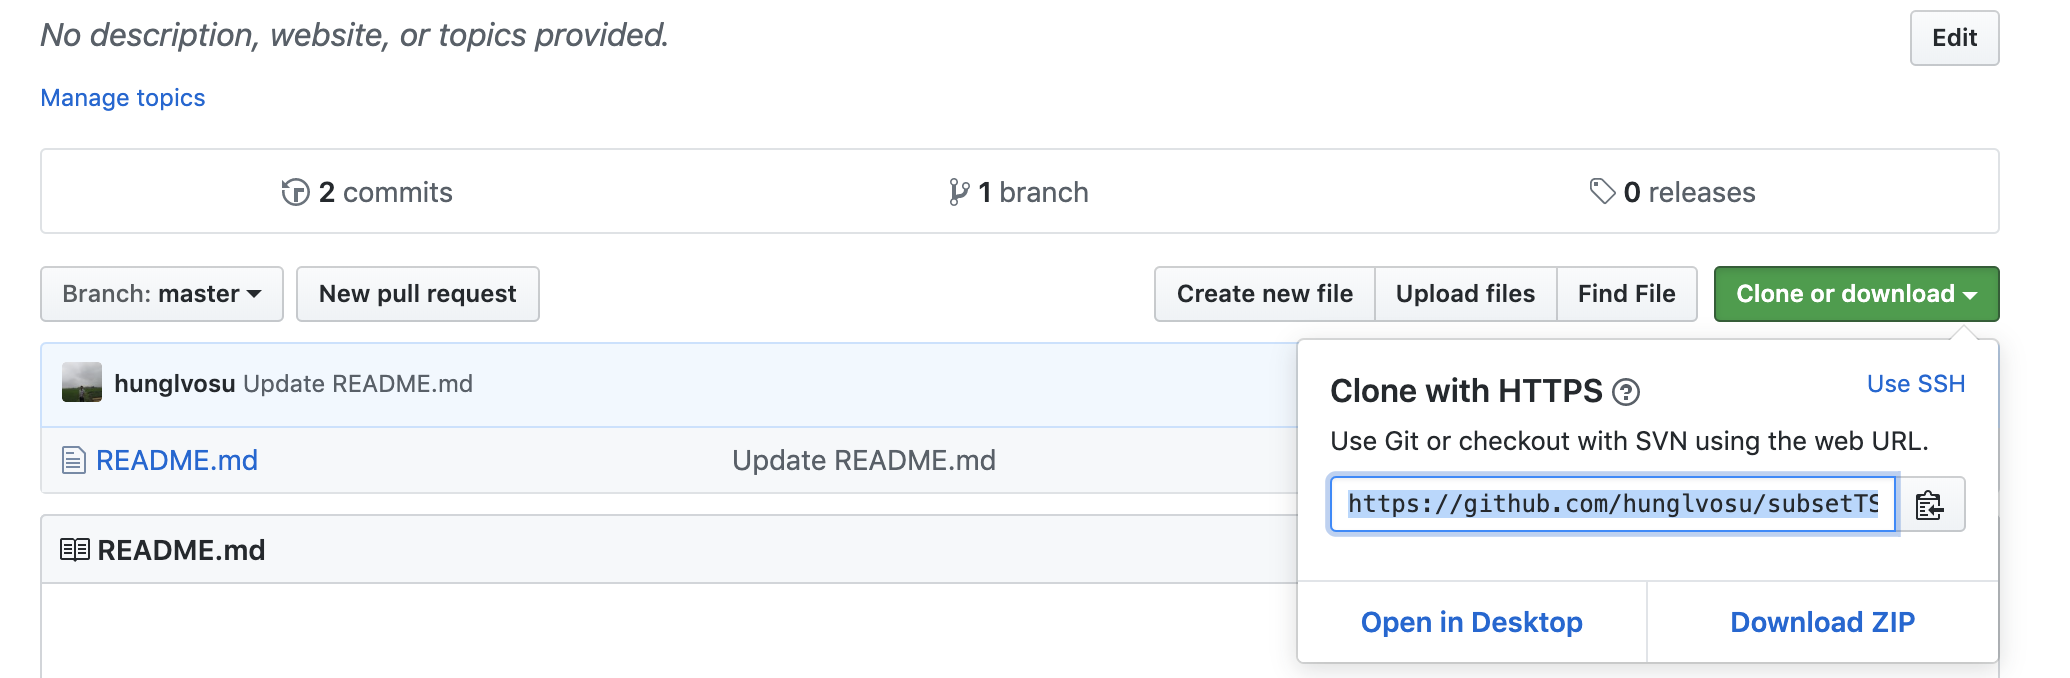 No description, website, or topics provided.
Edit
Manage topics
2 commits
1 branch
0 releases
Branch: master
New pull request
Create new file
Upload files
Find File
Clone or download
hunglvosu Update README.md
README.md
Update README.md
README.md
Clone with HTTPS
Use SSH
Use Git or checkout with SVN using the web URL.
https://github.com/hunglvosu/subsetTS
Open in Desktop
Download ZIP